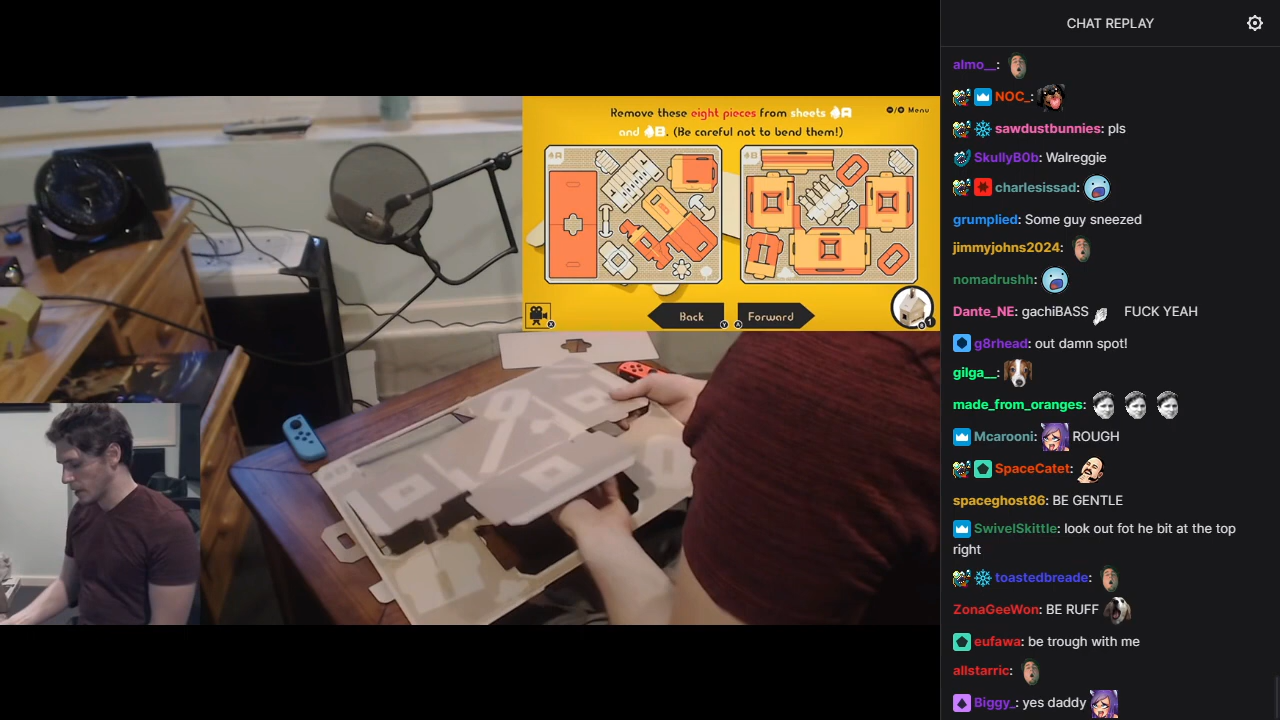 CHAT REPLAY
Remove these eight pieces from sheets A
and B. (Be careful not to bend them!)
Menu
A
B
Back
Forward
X
Y
A
1
almo__:
NOC_:
sawdustbunnies: pls
SkullyB0b: Walreggie
charlesissad:
grumplied: Some guy sneezed
jimmyjohns2024:
nomadrushh:
Dante_NE: gachiBASS FUCK YEAH
g8rhead: out damn spot!
gilga__:
made_from_oranges:
Mcarooni: ROUGH
SpaceCatet:
spaceghost86: BE GENTLE
SwivelSkittle: look out fot he bit at the top
right
toastedbreade:
ZonaGeeWon: BE RUFF
eufawa: be trough with me
allstarric:
Biggy_: yes daddy